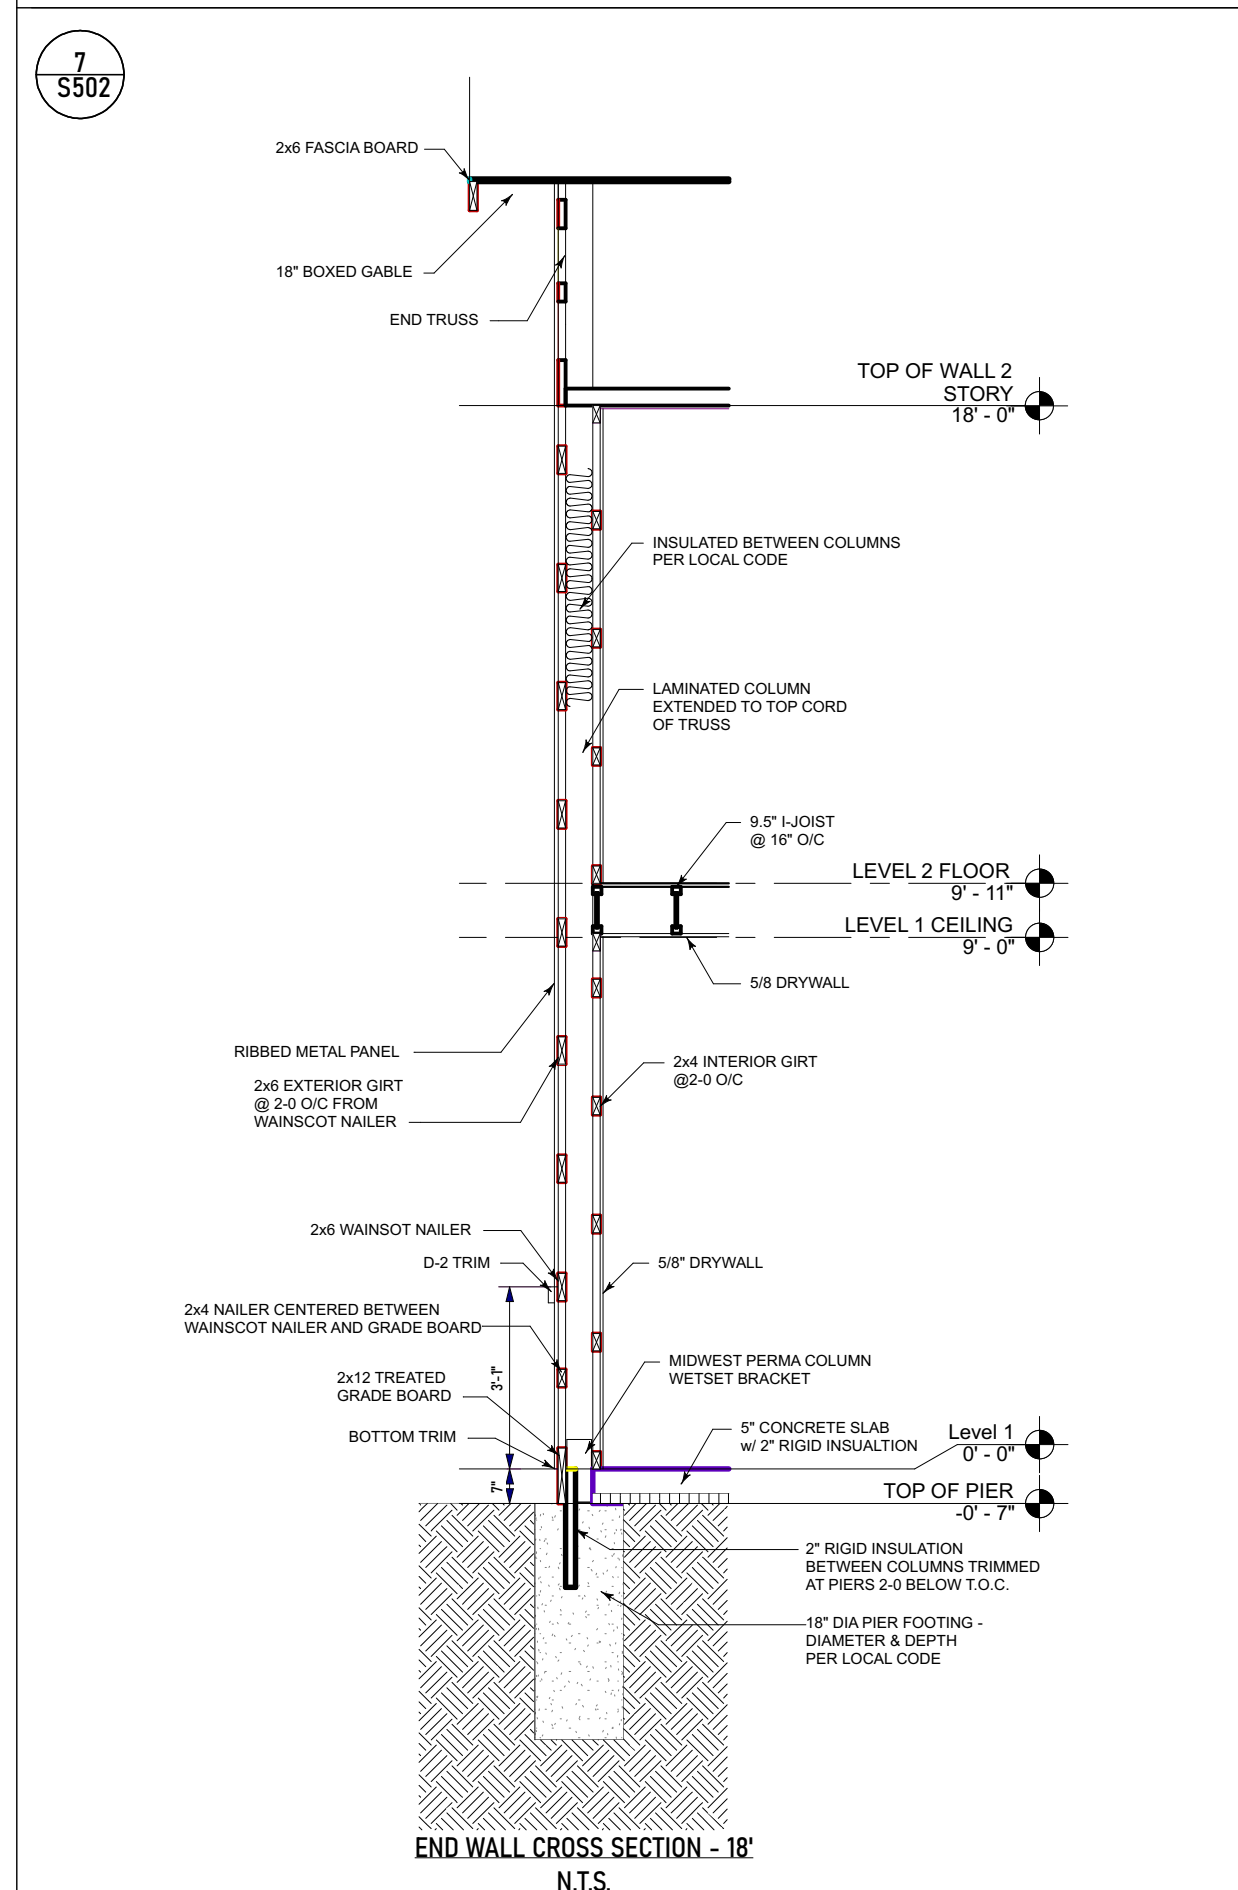 7
S502
2x6 FASCIA BOARD
18" BOXED GABLE
END TRUSS
TOP OF WALL 2
STORY
18' - 0"
INSULATED BETWEEN COLUMNS
PER LOCAL CODE
LAMINATED COLUMN
EXTENDED TO TOP CORD
OF TRUSS
9.5" I-JOIST
@ 16" O/C
LEVEL 2 FLOOR
9' - 11"
LEVEL 1 CEILING
9' - 0"
5/8 DRYWALL
RIBBED METAL PANEL
2x6 EXTERIOR GIRT
@ 2-0 O/C FROM
WAINSCOT NAILER
2x4 INTERIOR GIRT
@2-0 O/C
2x6 WAINSOT NAILER
D-2 TRIM
5/8" DRYWALL
2x4 NAILER CENTERED BETWEEN
WAINSCOT NAILER AND GRADE BOARD
3'-1"
2x12 TREATED
GRADE BOARD
MIDWEST PERMA COLUMN
WETSET BRACKET
BOTTOM TRIM
5" CONCRETE SLAB
w/ 2" RIGID INSUALTION
Level 1
0' - 0"
7"
TOP OF PIER
-0' - 7"
2" RIGID INSULATION
BETWEEN COLUMNS TRIMMED
AT PIERS 2-0 BELOW T.O.C.
18" DIA PIER FOOTING -
DIAMETER & DEPTH
PER LOCAL CODE
END WALL CROSS SECTION - 18'
N.T.S.